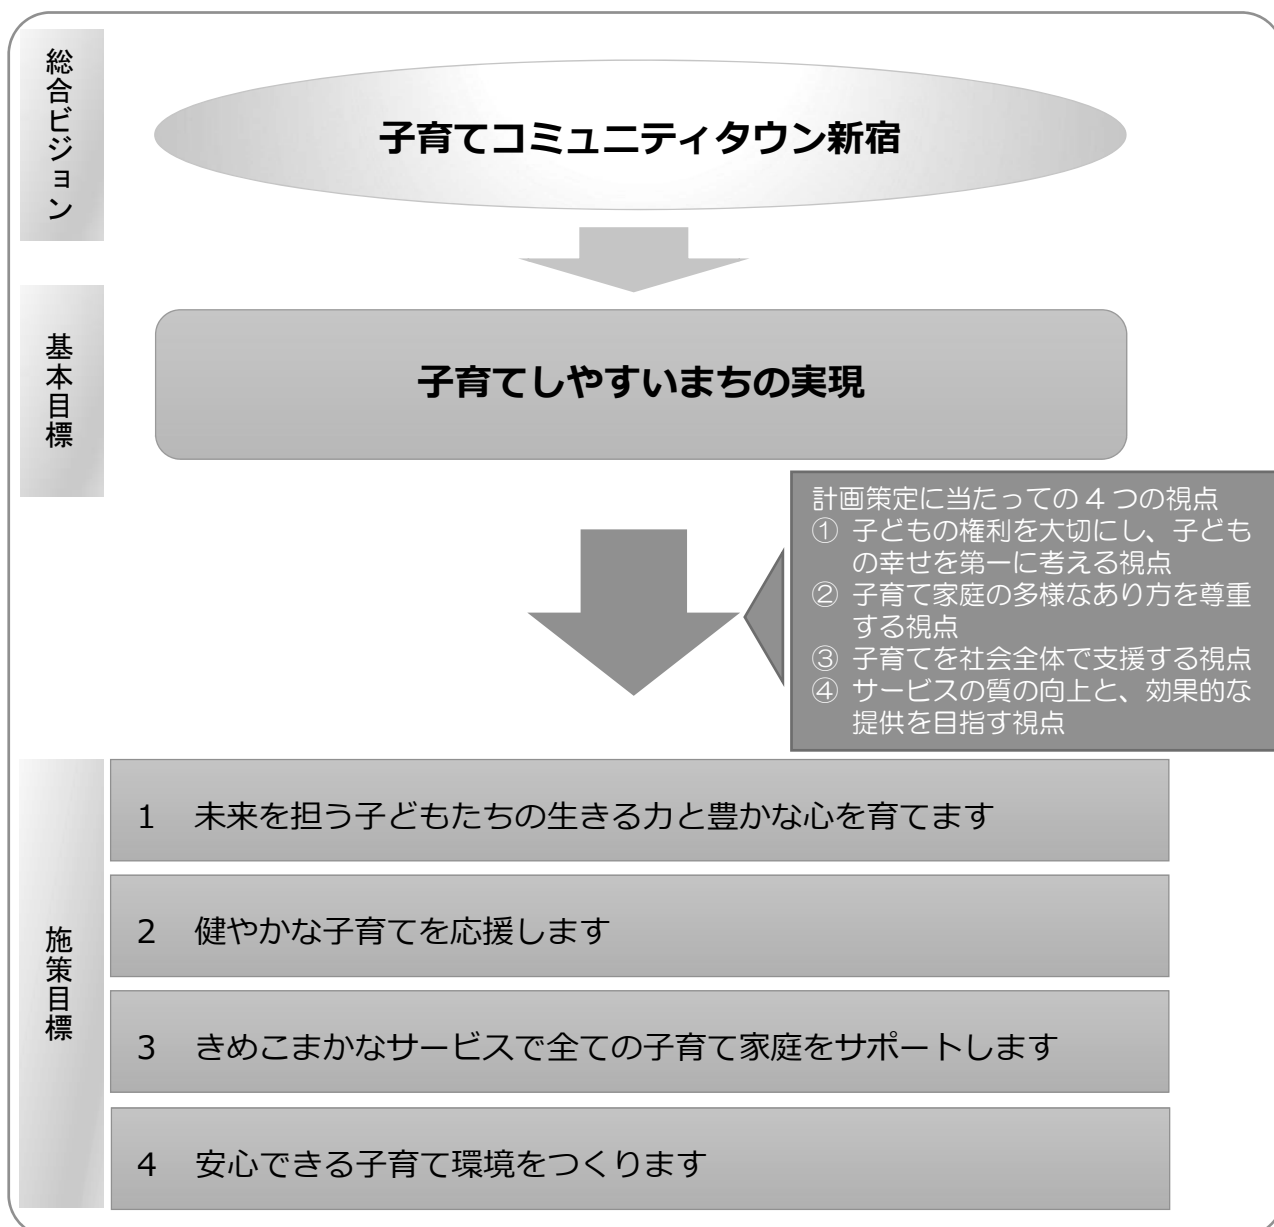 総合ビジョン
子育てコミュニティタウン新宿
基本目標
子育てしやすいまちの実現
計画策定に当たっての4つの視点
① 子どもの権利を大切にし、子ども
の幸せを第一に考える視点
② 子育て家庭の多様なあり方を尊重
する視点
③ 子育てを社会全体で支援する視点
④ サービスの質の向上と、効果的な
提供を目指す視点
施策目標
1 未来を担う子どもたちの生きる力と豊かな心を育てます
2 健やかな子育てを応援します
3 きめこまかなサービスで全ての子育て家庭をサポートします
4 安心できる子育て環境をつくります